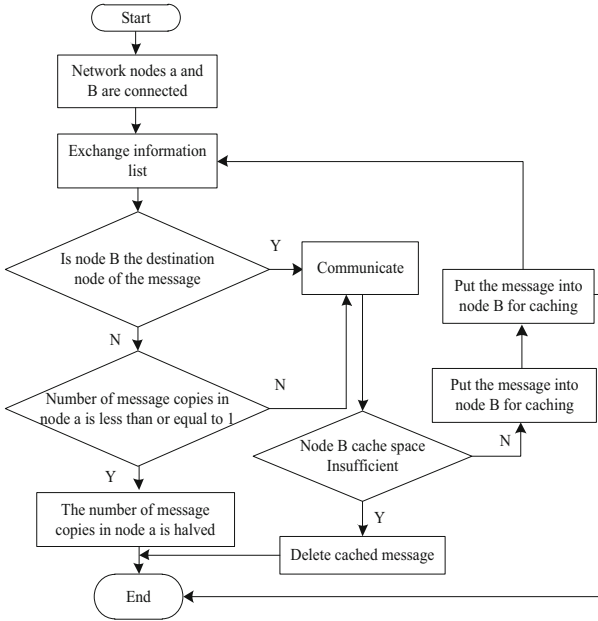 Start
Network nodes a and
B are connected
Exchange information
list
Is node B the destination
node of the message
Y
Communicate
Put the message into
node B for caching
N
Number of message copies in
node a is less than or equal to 1
N
Put the message into
node B for caching
Node B cache space
Insufficient
N
Y
The number of message
copies in node a is halved
Y
Delete cached message
End